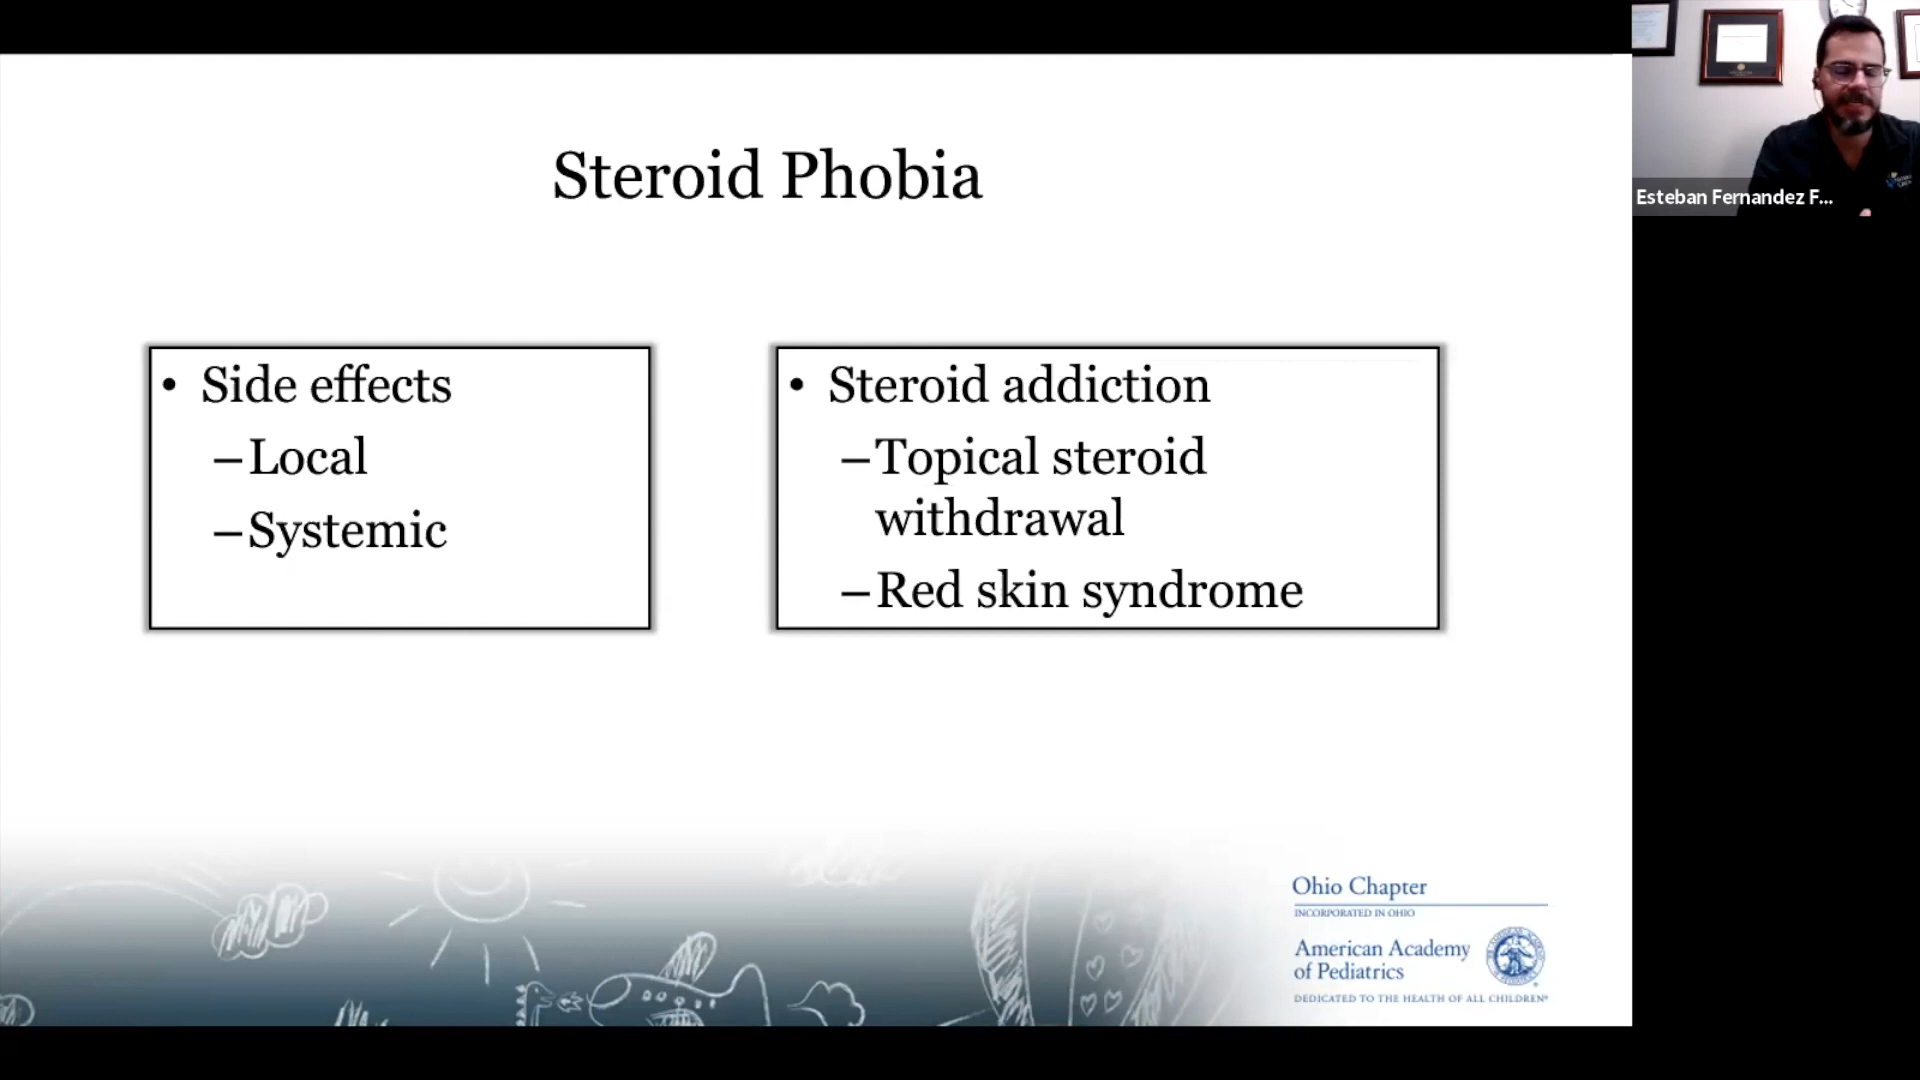 Steroid Phobia
• Side effects
–Local
–Systemic
• Steroid addiction
–Topical steroid
withdrawal
–Red skin syndrome
Ohio Chapter
INCORPORATED IN OHIO
American Academy
of Pediatrics
DEDICATED TO THE HEALTH OF ALL CHILDREN®
Esteban Fernandez F...